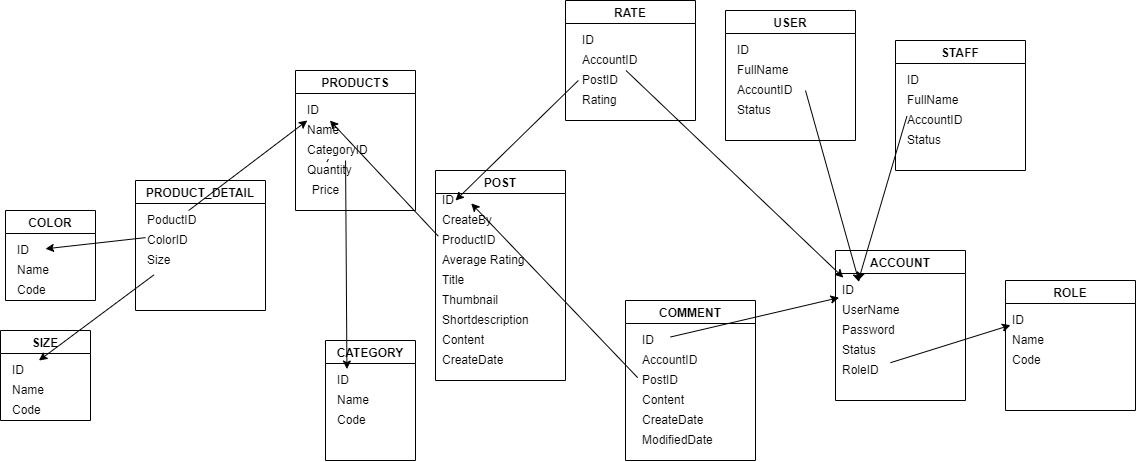 RATE
ID
AccountID
PostID
Rating
USER
ID
FullName
AccountID
Status
STAFF
ID
FullName
AccountID
Status
PRODUCTS
ID
Name
CategoryID
Quantity
Price
PRODUCT_DETAIL
PoductID
ColorID
Size
POST
ID
CreateBy
ProductID
Average Rating
Title
Thumbnail
Shortdescription
Content
CreateDate
COLOR
ID
Name
Code
ACCOUNT
ID
UserName
Password
Status
RoleID
ROLE
ID
Name
Code
COMMENT
ID
AccountID
PostID
Content
CreateDate
ModifiedDate
SIZE
ID
Name
Code
CATEGORY
ID
Name
Code